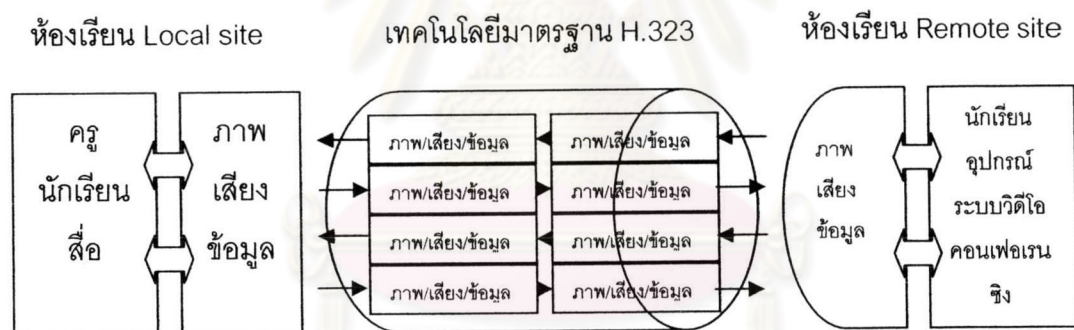 ห้องเรียน Local site
เทคโนโลยีมาตรฐาน H.323
ห้องเรียน Remote site
ครู
นักเรียน
สื่อ
ภาพ
เสียง
ข้อมูล
ภาพ/เสียง/ข้อมูล
ภาพ/เสียง/ข้อมูล
ภาพ/เสียง/ข้อมูล
ภาพ/เสียง/ข้อมูล
ภาพ/เสียง/ข้อมูล
ภาพ/เสียง/ข้อมูล
ภาพ/เสียง/ข้อมูล
ภาพ/เสียง/ข้อมูล
ภาพ
เสียง
ข้อมูล
นักเรียน
อุปกรณ์
ระบบวิดีโอ
คอนเฟอเรน
ซิง